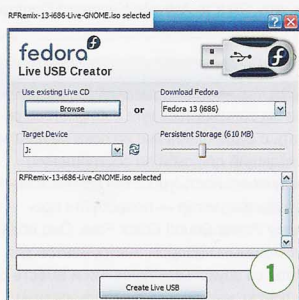 RFRemix-13-i686-Live-GNOME.iso selected
fedora
Live USB Creator
Use existing Live CD
Browse
or
Download Fedora
Fedora 13 (i686)
Target Device
J:
Persistent Storage (610 MB)
RFRemix-13-i686-Live-GNOME.iso selected
Create Live USB
1